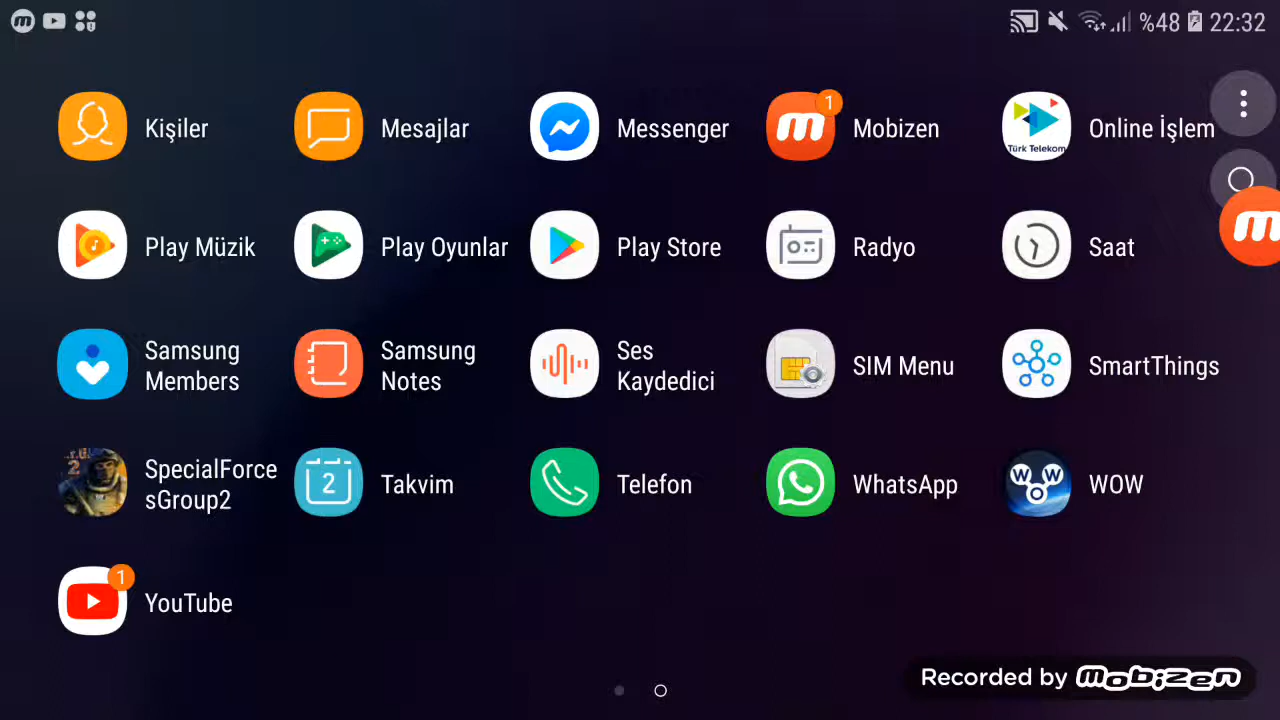 %48 22:32
Kişiler
Mesajlar
Messenger
1
Mobizen
Türk Telekom
Online İşlem
Play Müzik
Play Oyunlar
Play Store
Radyo
Saat
Samsung
Members
Samsung
Notes
Ses
Kaydedici
SIM Menu
SmartThings
2
SpecialForce
sGroup2
2
Takvim
Telefon
WhatsApp
WOW
WOW
1
YouTube
Recorded by mobizen